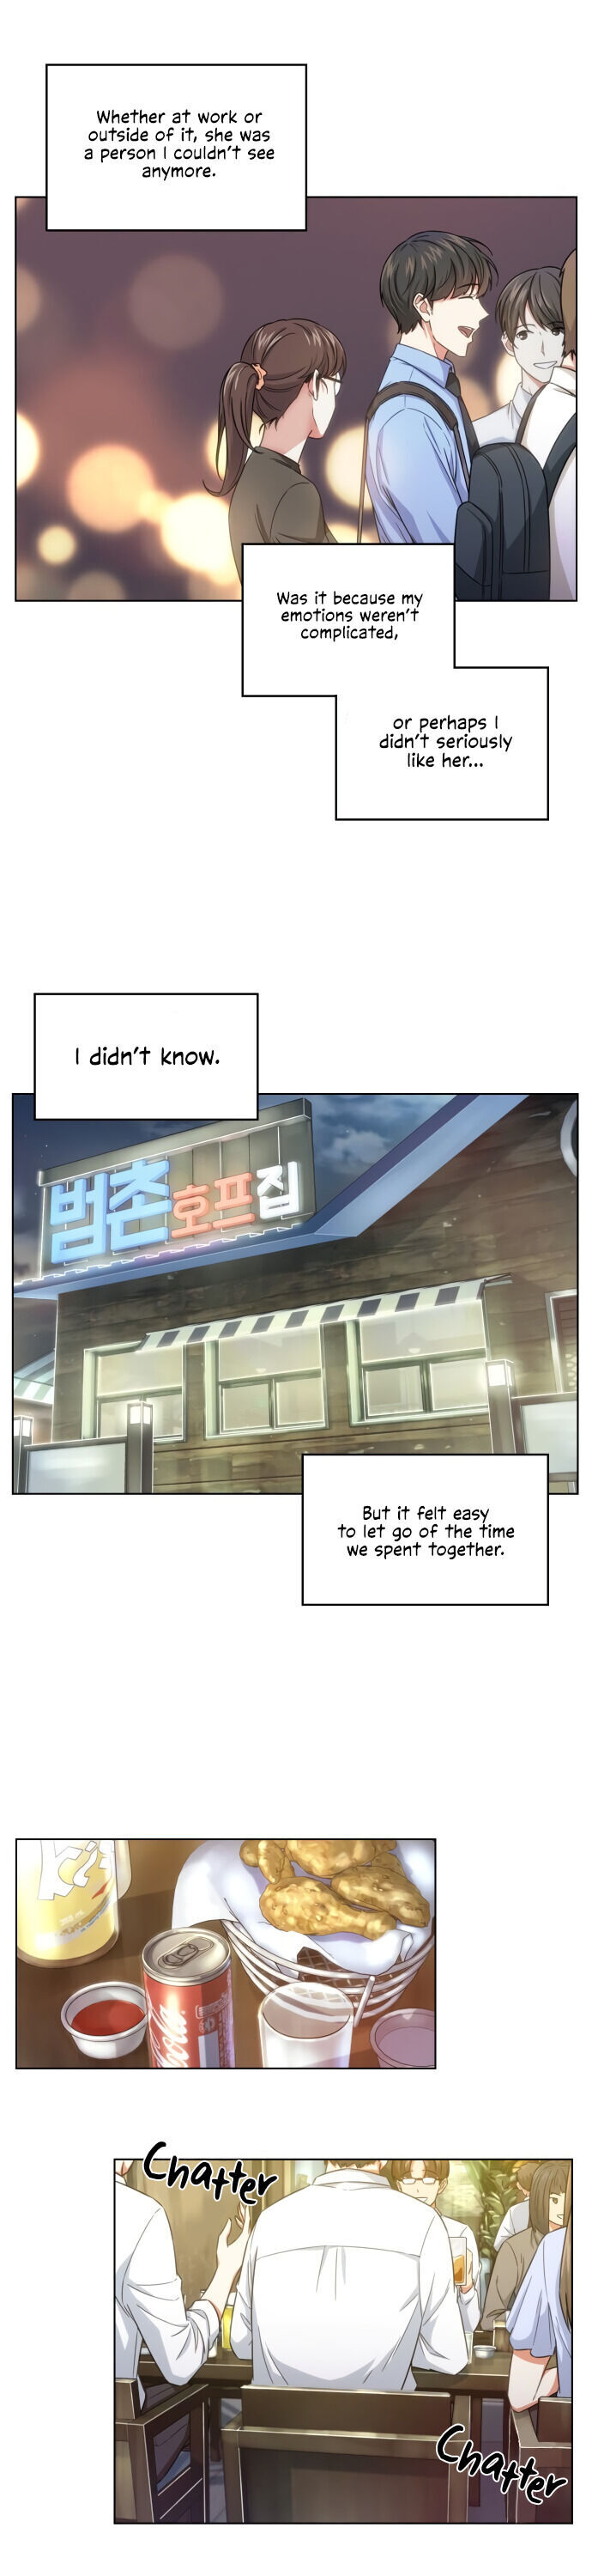 Whether at work or
outside of it, she was
a person I couldn't see
anymore.
Was it because my
emotions weren't
complicated,
or perhaps I
didn't seriously
like her...
I didn't know.
범촌호프집
But it felt easy
to let go of the time
we spent together.
Chatter
Chatter